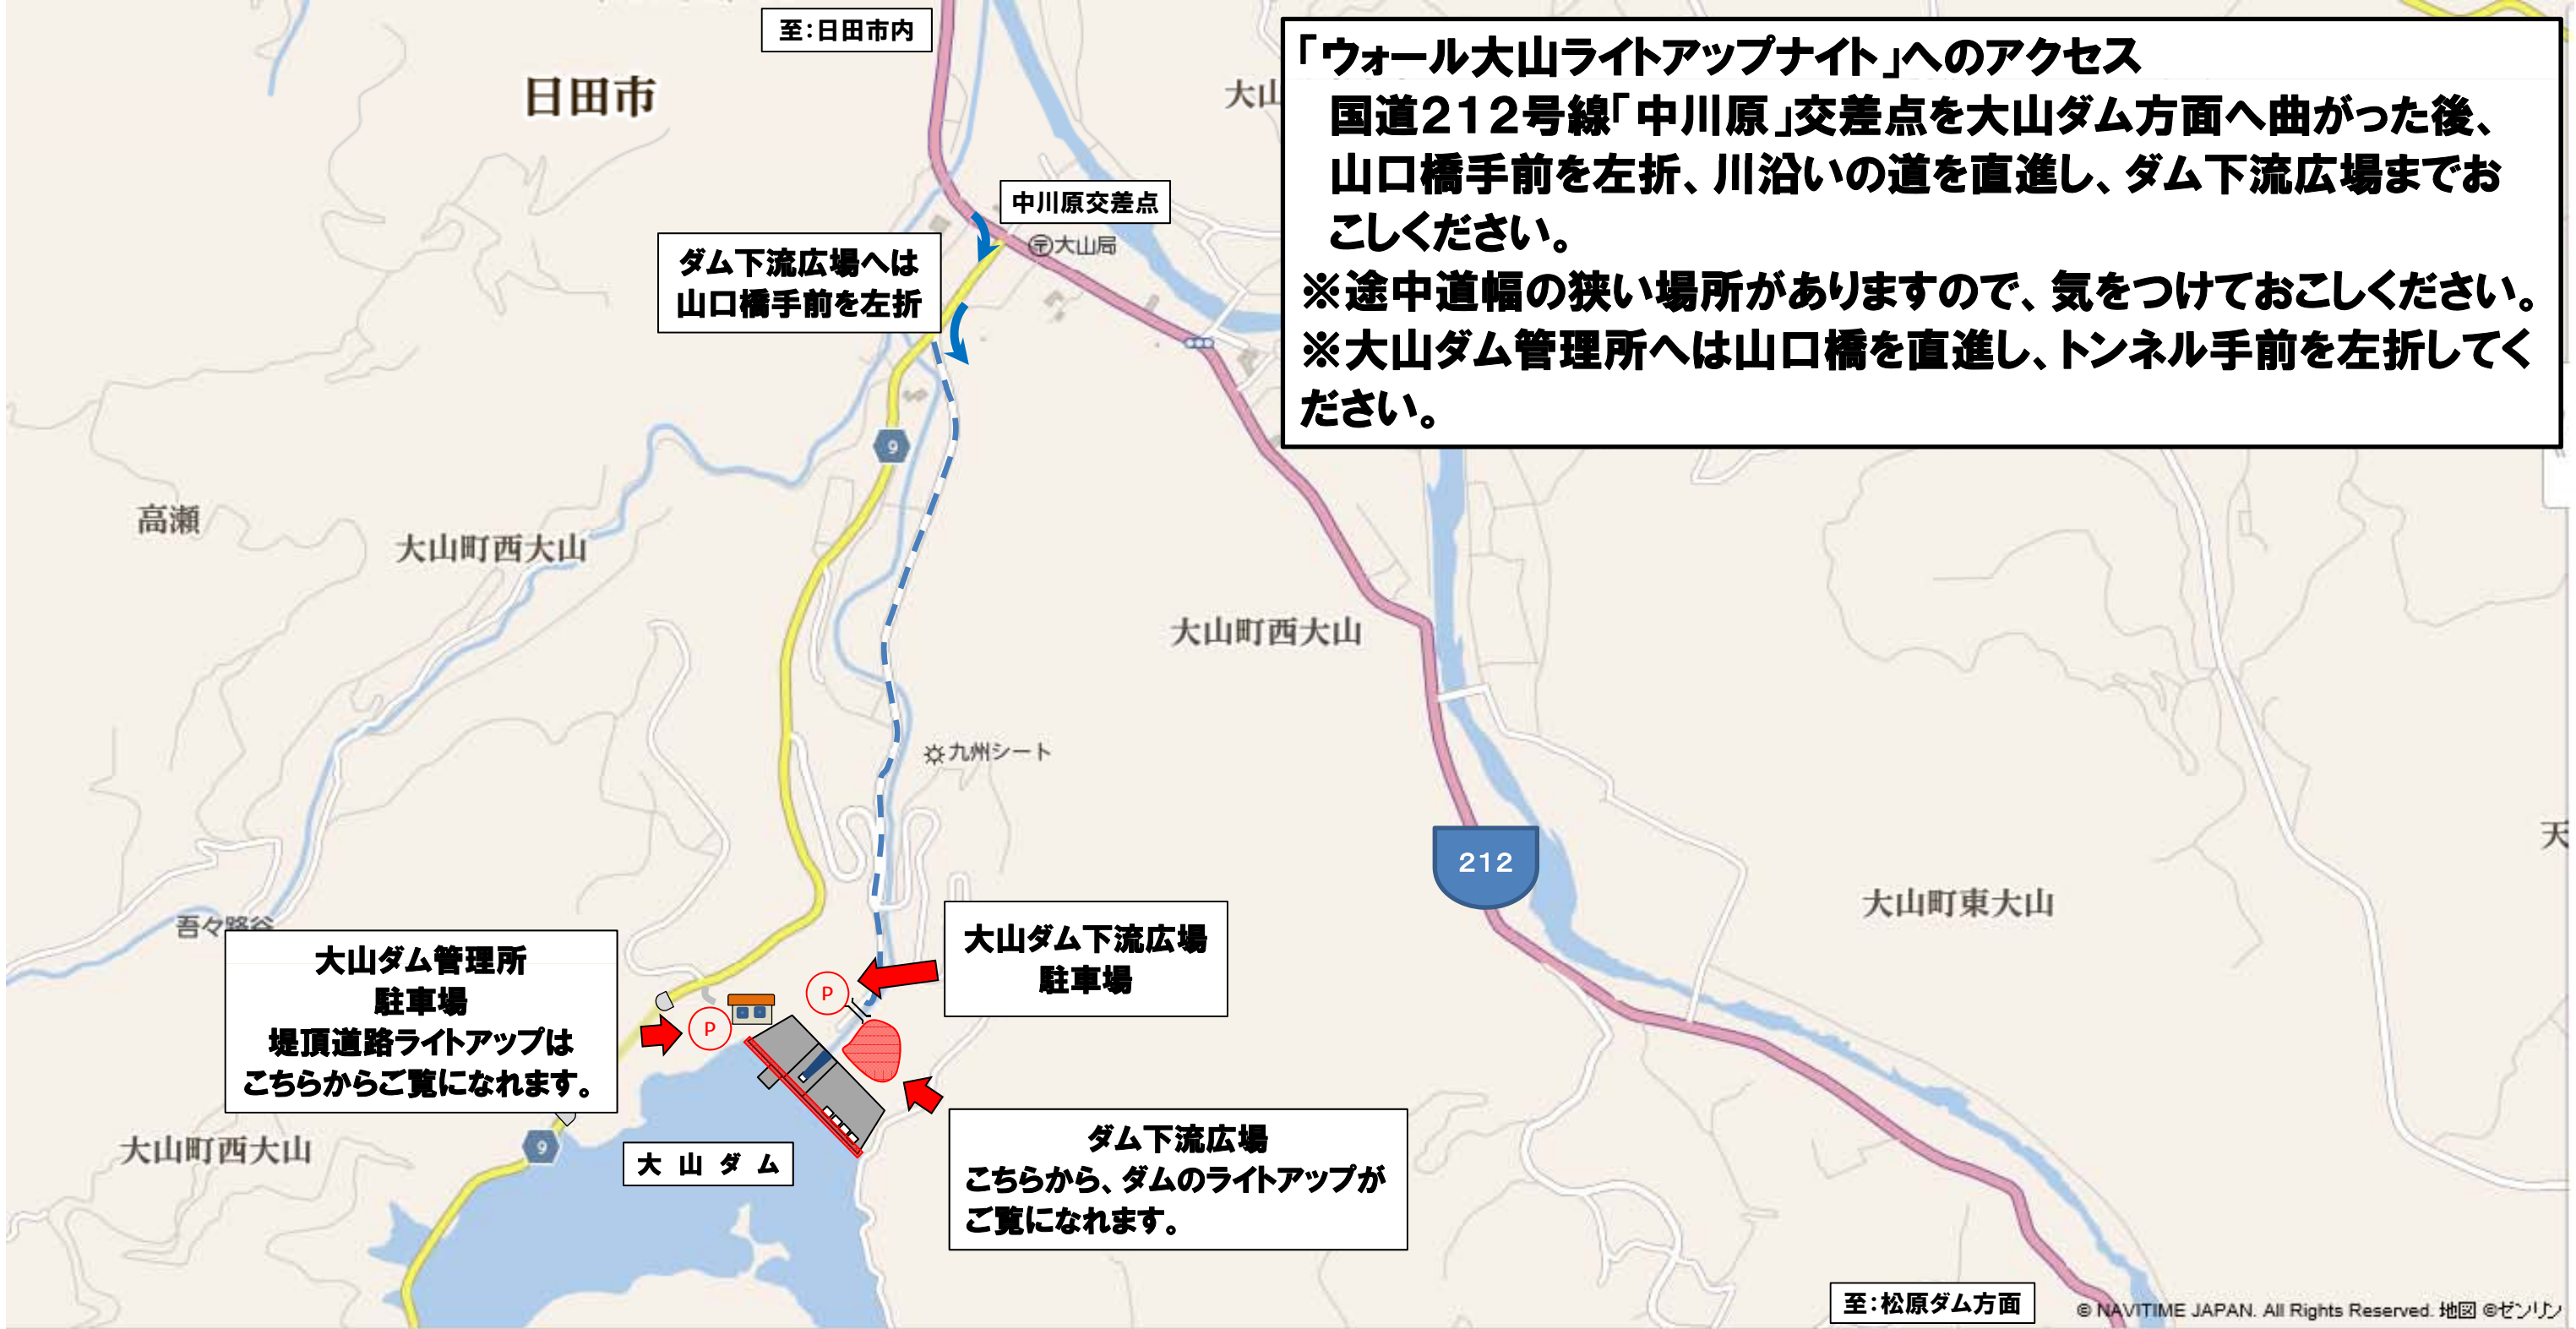 至：日田市内
「ウォール大山ライトアップナイト」へのアクセス
国道２１２号線「中川原」交差点を大山ダム方面へ曲がった後、
山口橋手前を左折、川沿いの道を直進し、ダム下流広場までお
こしください。
※途中道幅の狭い場所がありますので、気をつけておこしください。
※大山ダム管理所へは山口橋を直進し、トンネル手前を左折してく
ださい。
日田市
大山
中川原交差点
大山局
ダム下流広場へは
山口橋手前を左折
9
高瀬
大山町西大山
大山町西大山
九州シート
212
天
大山町東大山
吾々路谷
大山ダム管理所
駐車場
堤頂道路ライトアップは
こちらからご覧になれます。
大山ダム下流広場
駐車場
P
P
ダム下流広場
こちらから、ダムのライトアップが
ご覧になれます。
大山町西大山
9
大 山 ダ ム
至：松原ダム方面
© NAVITIME JAPAN. All Rights Reserved. 地図 ©ゼンリン